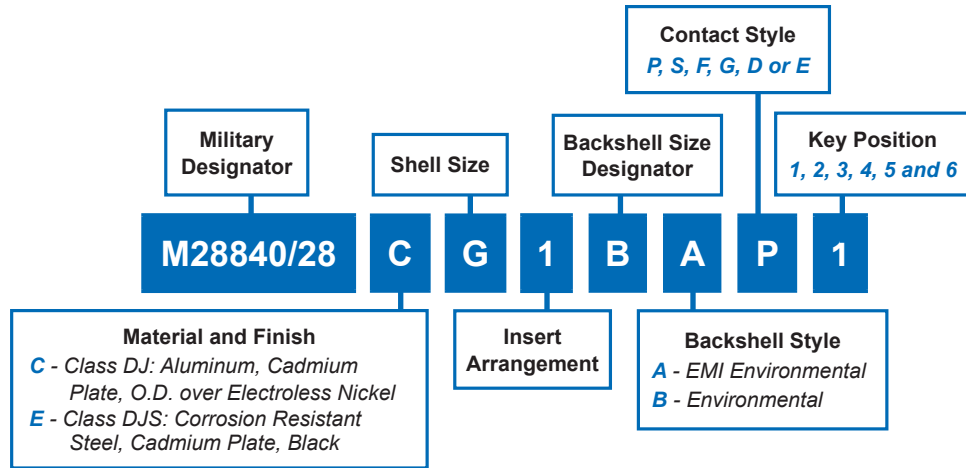 Contact Style
P, S, F, G, D or E
Military
Designator
Shell Size
Backshell Size
Designator
Key Position
1, 2, 3, 4, 5 and 6
M28840/28 C G 1 B A P 1
Material and Finish
C - Class DJ: Aluminum, Cadmium
Plate, O.D. over Electroless Nickel
E - Class DJS: Corrosion Resistant
Steel, Cadmium Plate, Black
Insert
Arrangement
Backshell Style
A - EMI Environmental
B - Environmental